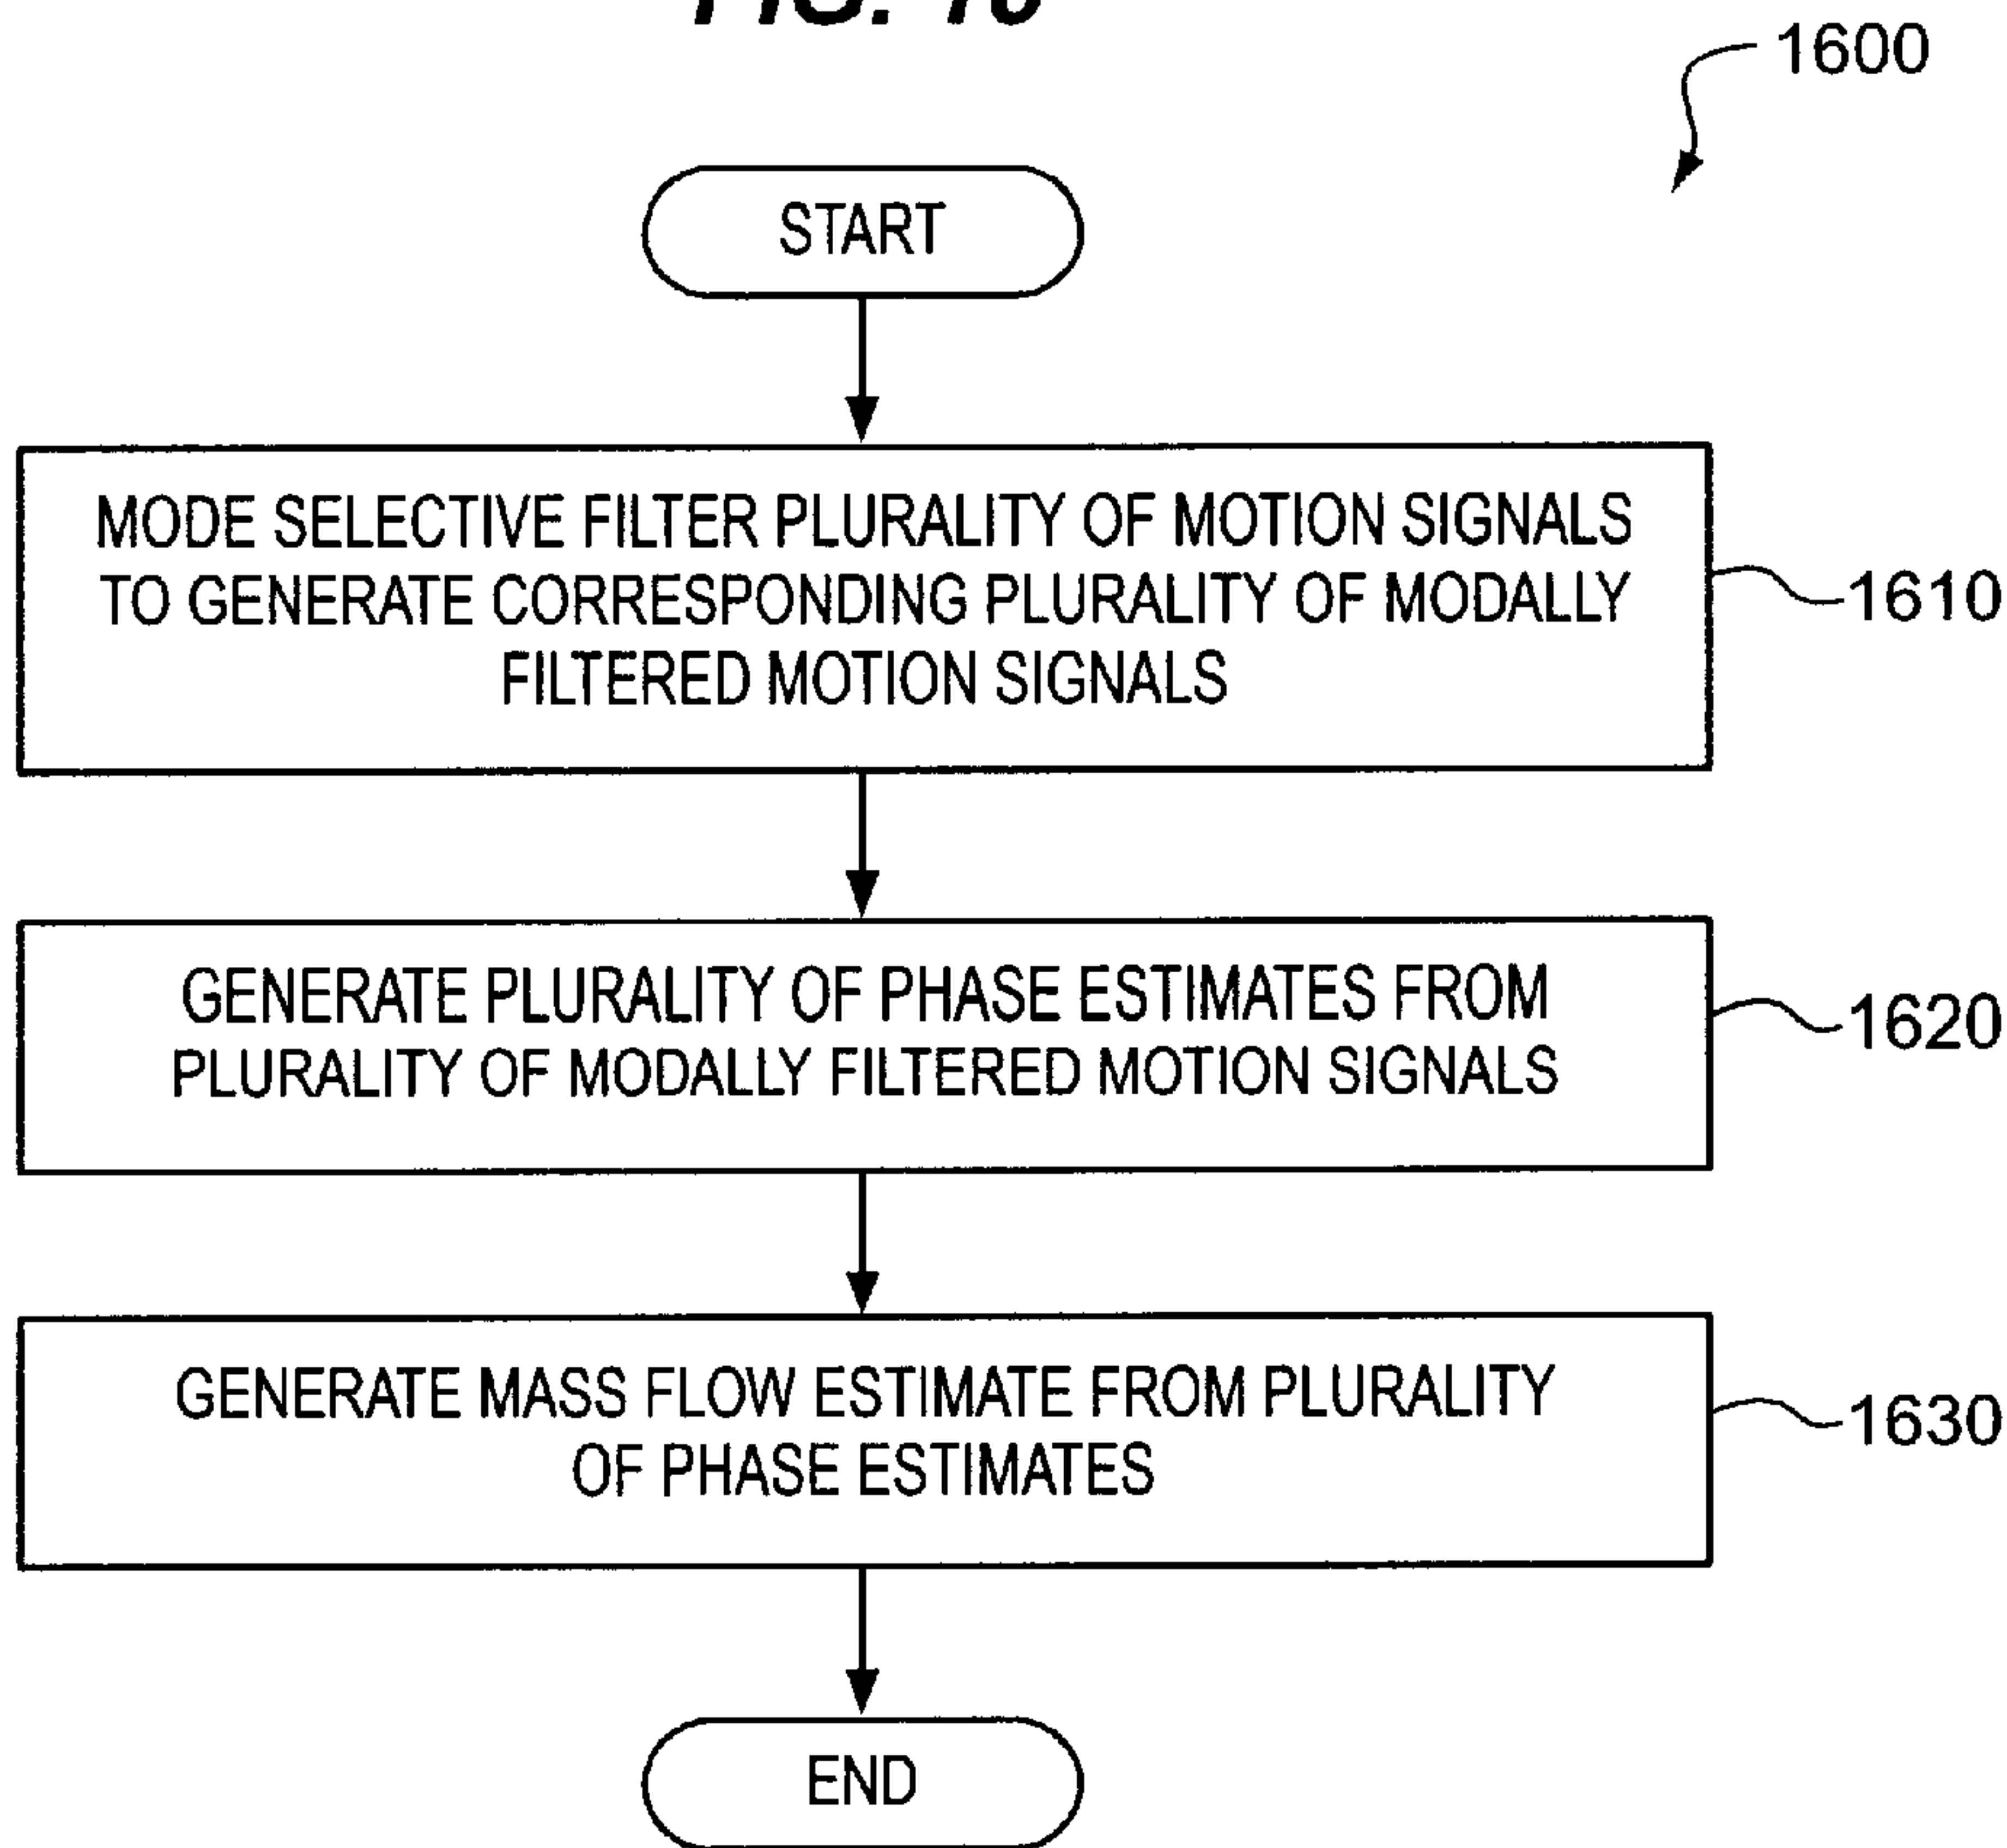 FIG.
1600
START
MODE SELECTIVE FILTER PLURALITY OF MOTION SIGNALS
TO GENERATE CORRESPONDING PLURALITY OF MODALLY
FILTERED MOTION SIGNALS
1610
GENERATE PLURALITY OF PHASE ESTIMATES FROM
PLURALITY OF MODALLY FILTERED MOTION SIGNALS
1620
GENERATE MASS FLOW ESTIMATE FROM PLURALITY
OF PHASE ESTIMATES
1630
END